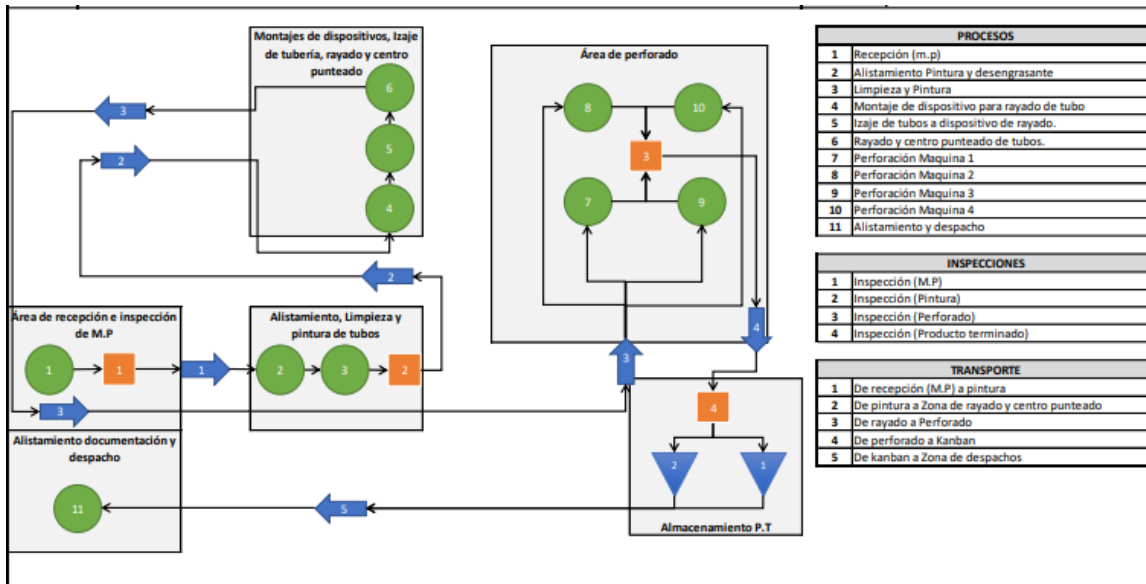 Montajes de dispositivos, Izaje
de tubería, rayado y centro
punteado
6
5
4
3
2
2
Área de recepción e inspección
de M.P
1
1
1
3
Alistamiento, Limpieza y
pintura de tubos
2
3
2
Alistamiento documentación y
despacho
11
5
Área de perforado
8
10
3
7
9
3
4
4
2
1
Almacenamiento P.T
PROCESOS
1 Recepción (m.p)
2 Alistamiento Pintura y desengrasante
3 Limpieza y Pintura
4 Montaje de dispositivo para rayado de tubo
5 Izaje de tubos a dispositivo de rayado.
6 Rayado y centro punteado de tubos.
7 Perforación Maquina 1
8 Perforación Maquina 2
9 Perforación Maquina 3
10 Perforación Maquina 4
11 Alistamiento y despacho
INSPECCIONES
1 Inspección (M.P)
2 Inspección (Pintura)
3 Inspección (Perforado)
4 Inspección (Producto terminado)
TRANSPORTE
1 De recepción (M.P) a pintura
2 De pintura a Zona de rayado y centro punteado
3 De rayado a Perforado
4 De perforado a Kanban
5 De kanban a Zona de despachos